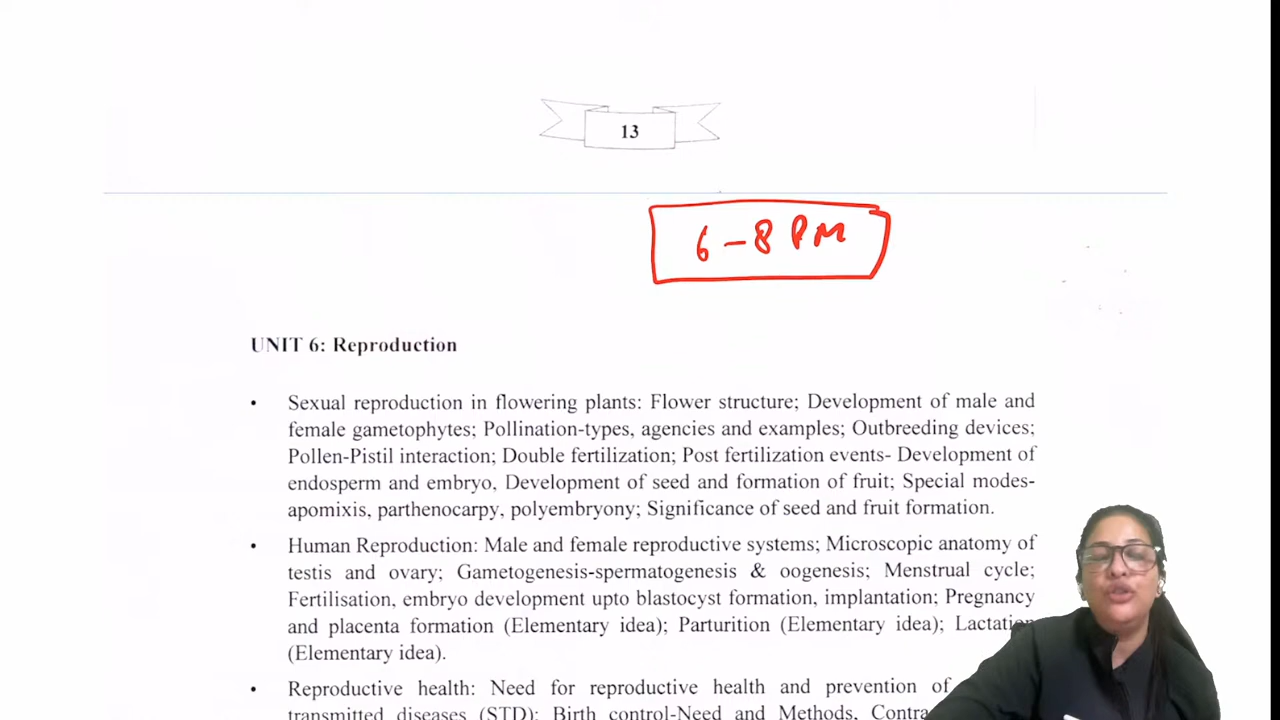 13
6-8 PM
UNIT 6: Reproduction
• Sexual reproduction in flowering plants: Flower structure; Development of male and
female gametophytes; Pollination-types, agencies and examples; Outbreeding devices;
Pollen-Pistil interaction; Double fertilization; Post fertilization events- Development of
endosperm and embryo, Development of seed and formation of fruit; Special modes-
apomixis, parthenocarpy, polyembryony; Significance of seed and fruit formation.
• Human Reproduction: Male and female reproductive systems; Microscopic anatomy of
testis and ovary; Gametogenesis-spermatogenesis & oogenesis; Menstrual cycle;
Fertilisation, embryo development upto blastocyst formation, implantation; Pregnancy
and placenta formation (Elementary idea); Parturition (Elementary idea); Lactation
(Elementary idea).
• Reproductive health: Need for reproductive health and prevention of
transmitted diseases (STD); Birth control-Need and Methods,